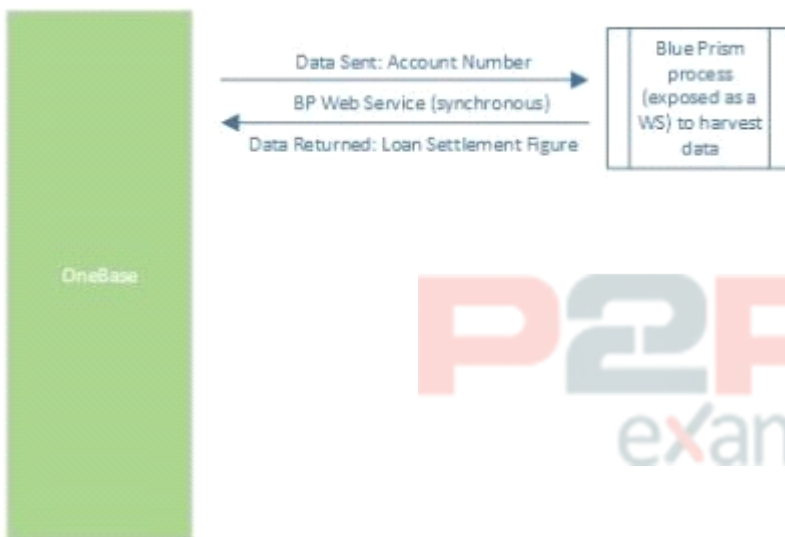 Data Sent: Account Number
BP Web Service (synchronous)
Data Returned: Loan Settlement Figure
Blue Prism
process
(exposed as a
WS) to harvest
data
OneBase
P2P
exan